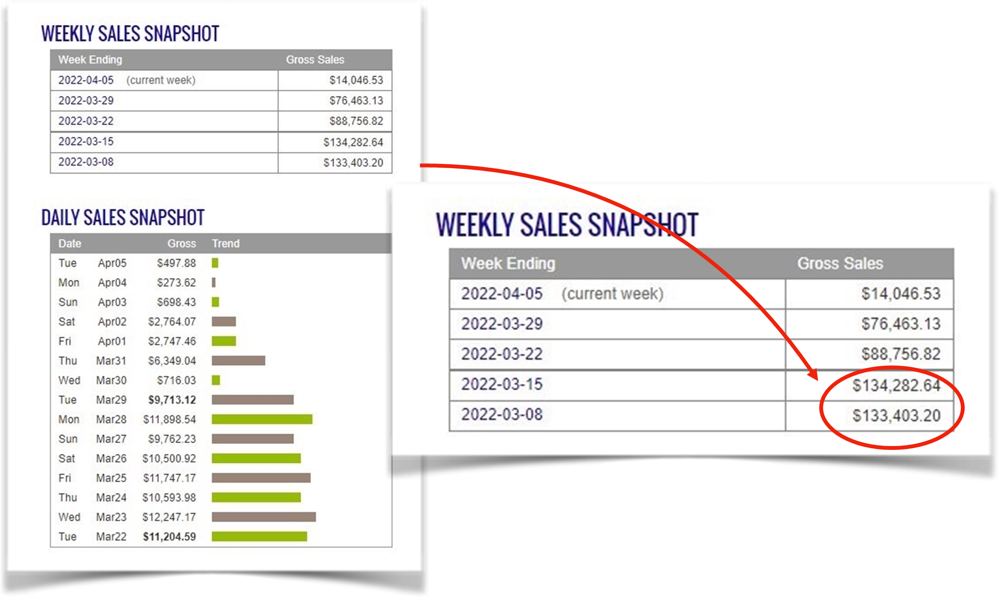 WEEKLY SALES SNAPSHOT
Week Ending Gross Sales
2022-04-05 (current week) $14,046.53
2022-03-29 $76,463.13
2022-03-22 $88,756.82
2022-03-15 $134,282.64
2022-03-08 $133,403.20
DAILY SALES SNAPSHOT
Date Gross Trend
Tue Apr05 $497.88
Mon Apr04 $273.62
Sun Apr03 $698.43
Sat Apr02 $2,764.07
Fri Apr01 $2,747.46
Thu Mar31 $6,349.04
Wed Mar30 $716.03
Tue Mar29 $9,713.12
Mon Mar28 $11,898.54
Sun Mar27 $9,762.23
Sat Mar26 $10,500.92
Fri Mar25 $11,747.17
Thu Mar24 $10,593.98
Wed Mar23 $12,247.17
Tue Mar22 $11,204.59
WEEKLY SALES SNAPSHOT
Week Ending Gross Sales
2022-04-05 (current week) $14,046.53
2022-03-29 $76,463.13
2022-03-22 $88,756.82
2022-03-15 $134,282.64
2022-03-08 $133,403.20